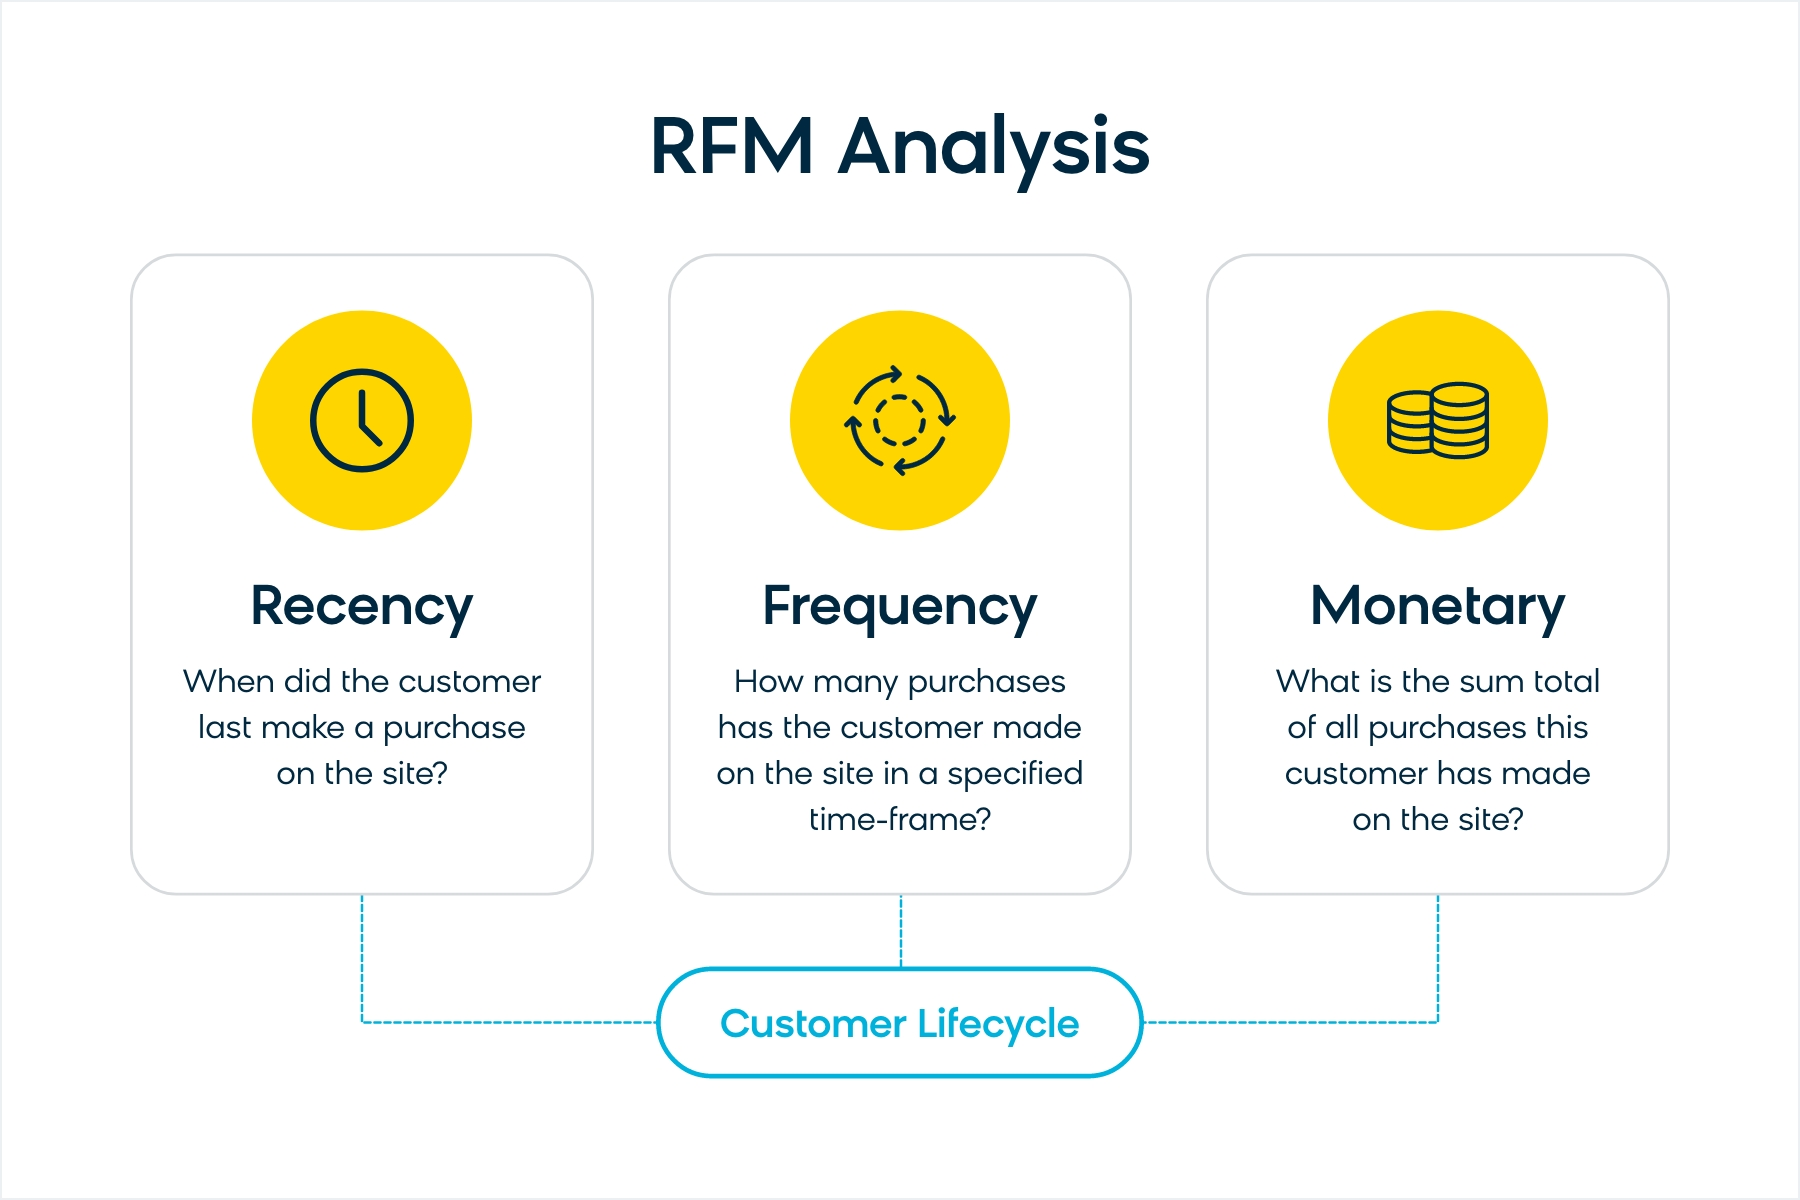 RFM Analysis
Recency
When did the customer
last make a purchase
on the site?
Frequency
How many purchases
has the customer made
on the site in a specified
time-frame?
Monetary
What is the sum total
of all purchases this
customer has made
on the site?
Customer Lifecycle